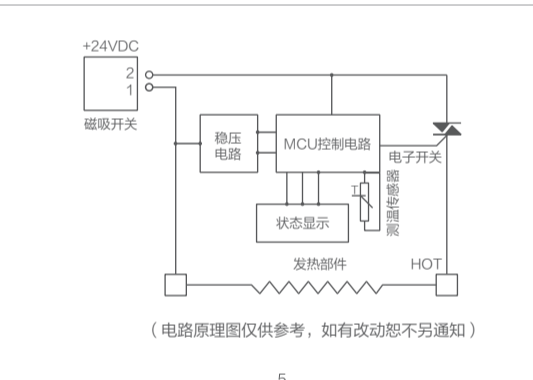 +24VDC
2
1
磁吸开关
稳压
电路
MCU控制电路
电子开关
T
测温传感器
状态显示
发热部件
HOT
（电路原理图仅供参考，如有改动恕不另通知）
5